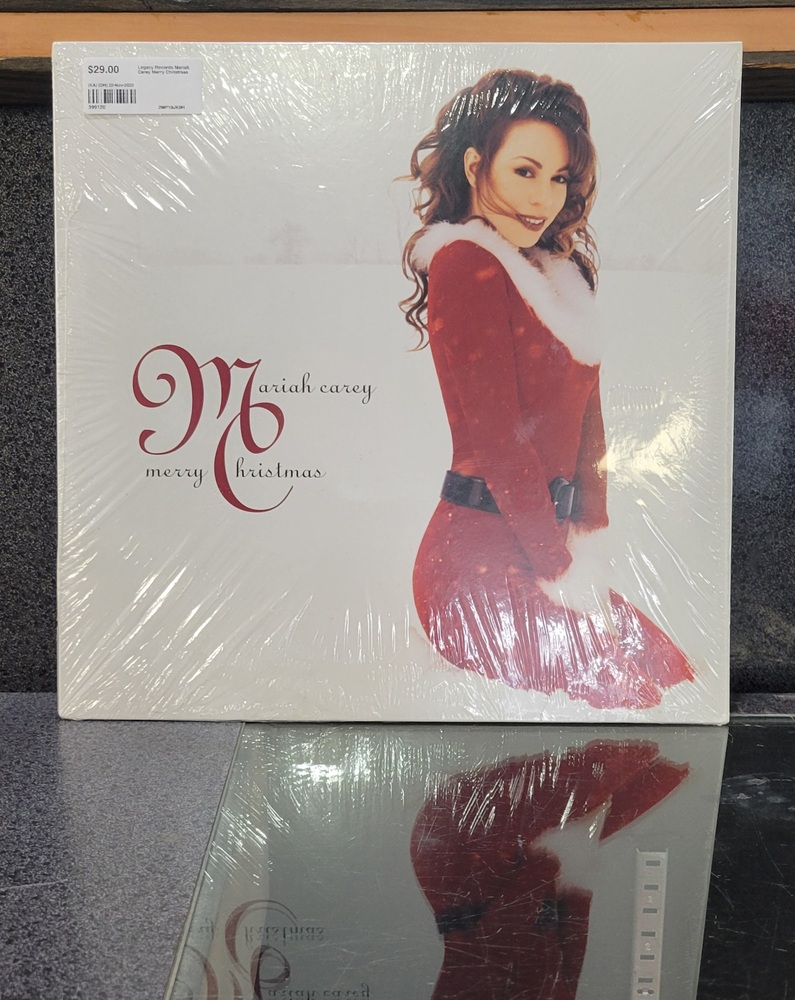 $29.00
Legacy Records Mariah
Carey Merry Christmas
Mariah carey
merry Christmas